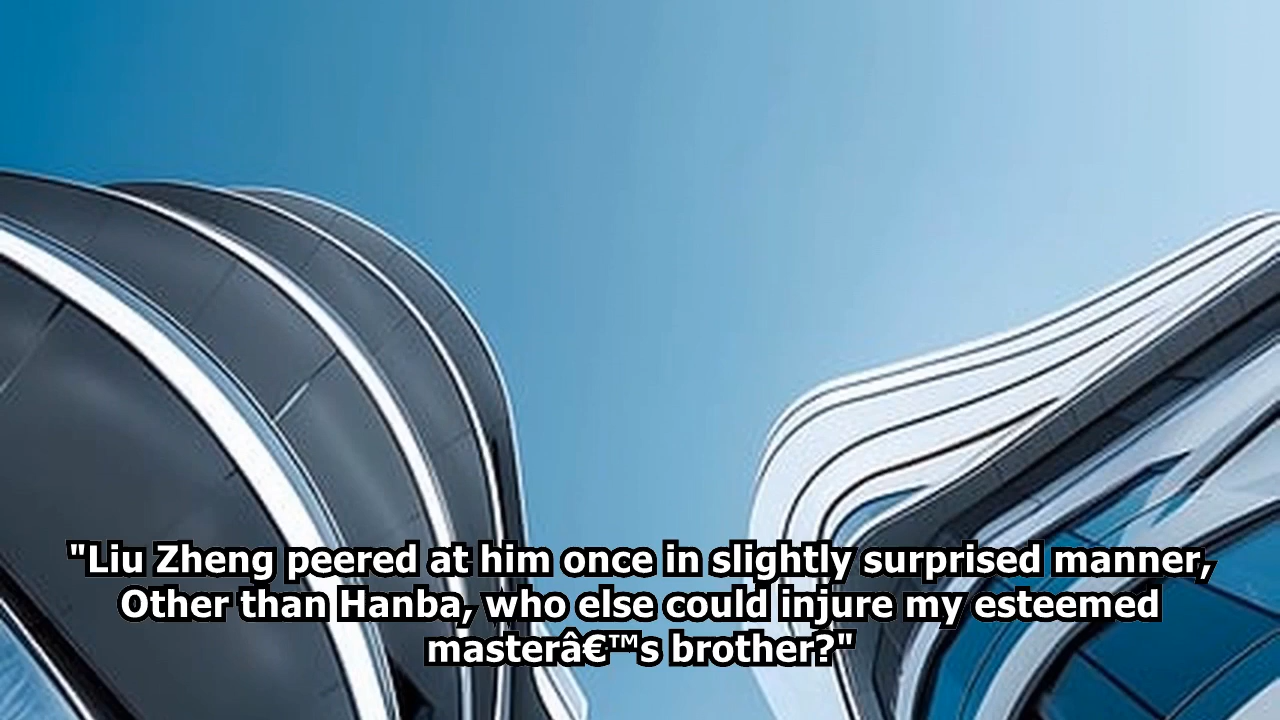 "Liu Zheng peered at him once in slightly surprised manner,
Other than Hanba, who else could injure my esteemed
masterâ€™s brother?"